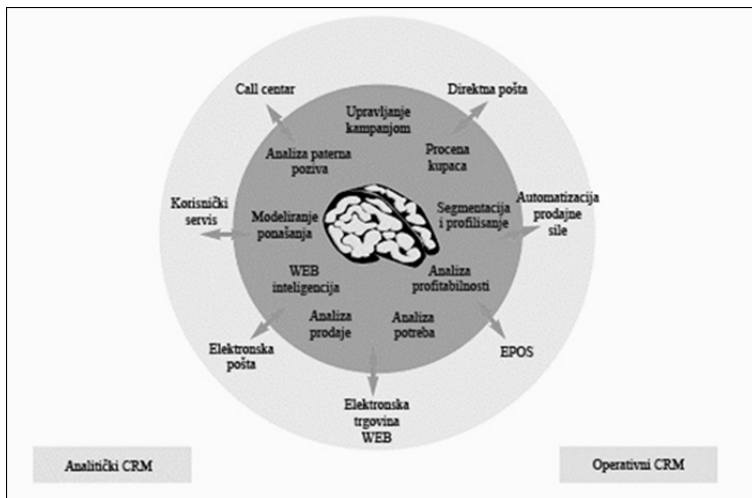 Call centar
Direktna pošta
Upravljanje
kampanjom
Analiza paterna
poziva
Procena
kupaca
Korisnički
servis
Modeliranje
ponašanja
Segmentacija
i profilisanje
Automatizacija
prodajne
sile
WEB
inteligencija
Analiza
profitabilnosti
Analiza
prodaje
Analiza
potreba
Elektronska
pošta
EPOS
Elektronska
trgovina
WEB
Analitički CRM
Operativni CRM